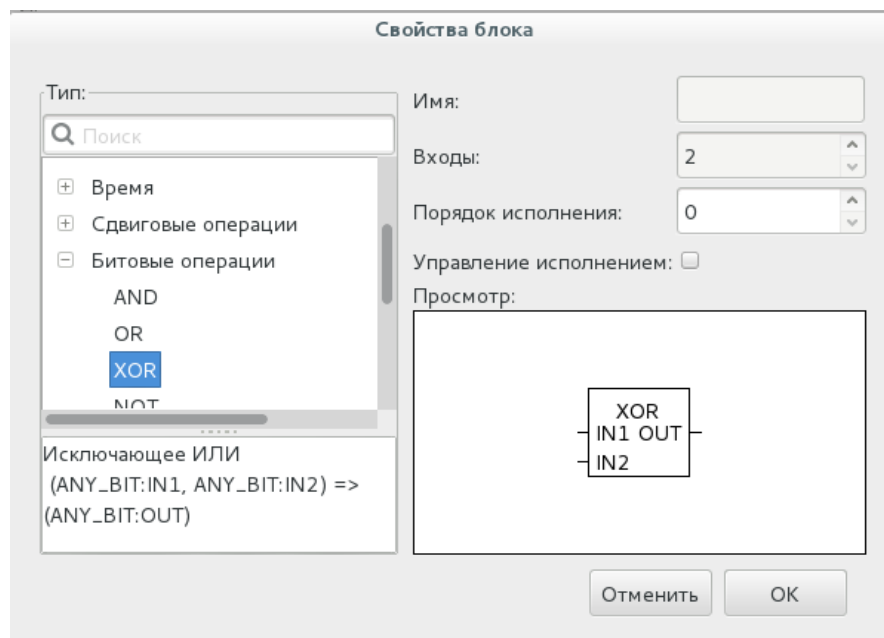 Свойства блока
Тип:
Поиск
Время
Сдвиговые операции
Битовые операции
AND
OR
XOR
NOT
Исключающее ИЛИ
(ANY_BIT:IN1, ANY_BIT:IN2) =>
(ANY_BIT:OUT)
Имя:
Входы: 2
Порядок исполнения: 0
Управление исполнением:
Просмотр:
XOR
IN1 OUT
IN2
Отменить OK